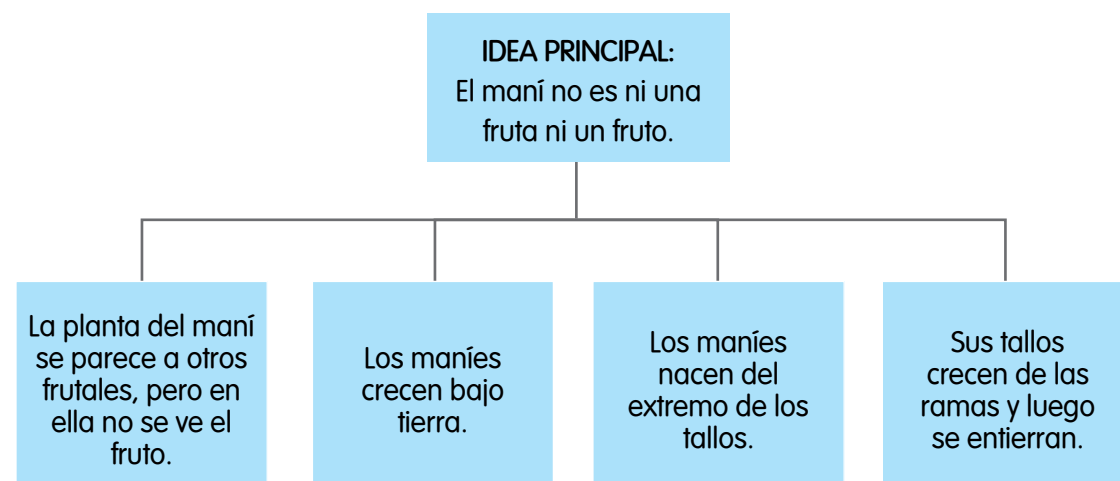 IDEA PRINCIPAL:
El maní no es ni una
fruta ni un fruto.
La planta del maní
se parece a otros
frutales, pero en
ella no se ve el
fruto.
Los maníes
crecen bajo
tierra.
Los maníes
nacen del
extremo de los
tallos.
Sus tallos
crecen de las
ramas y luego
se entierran.